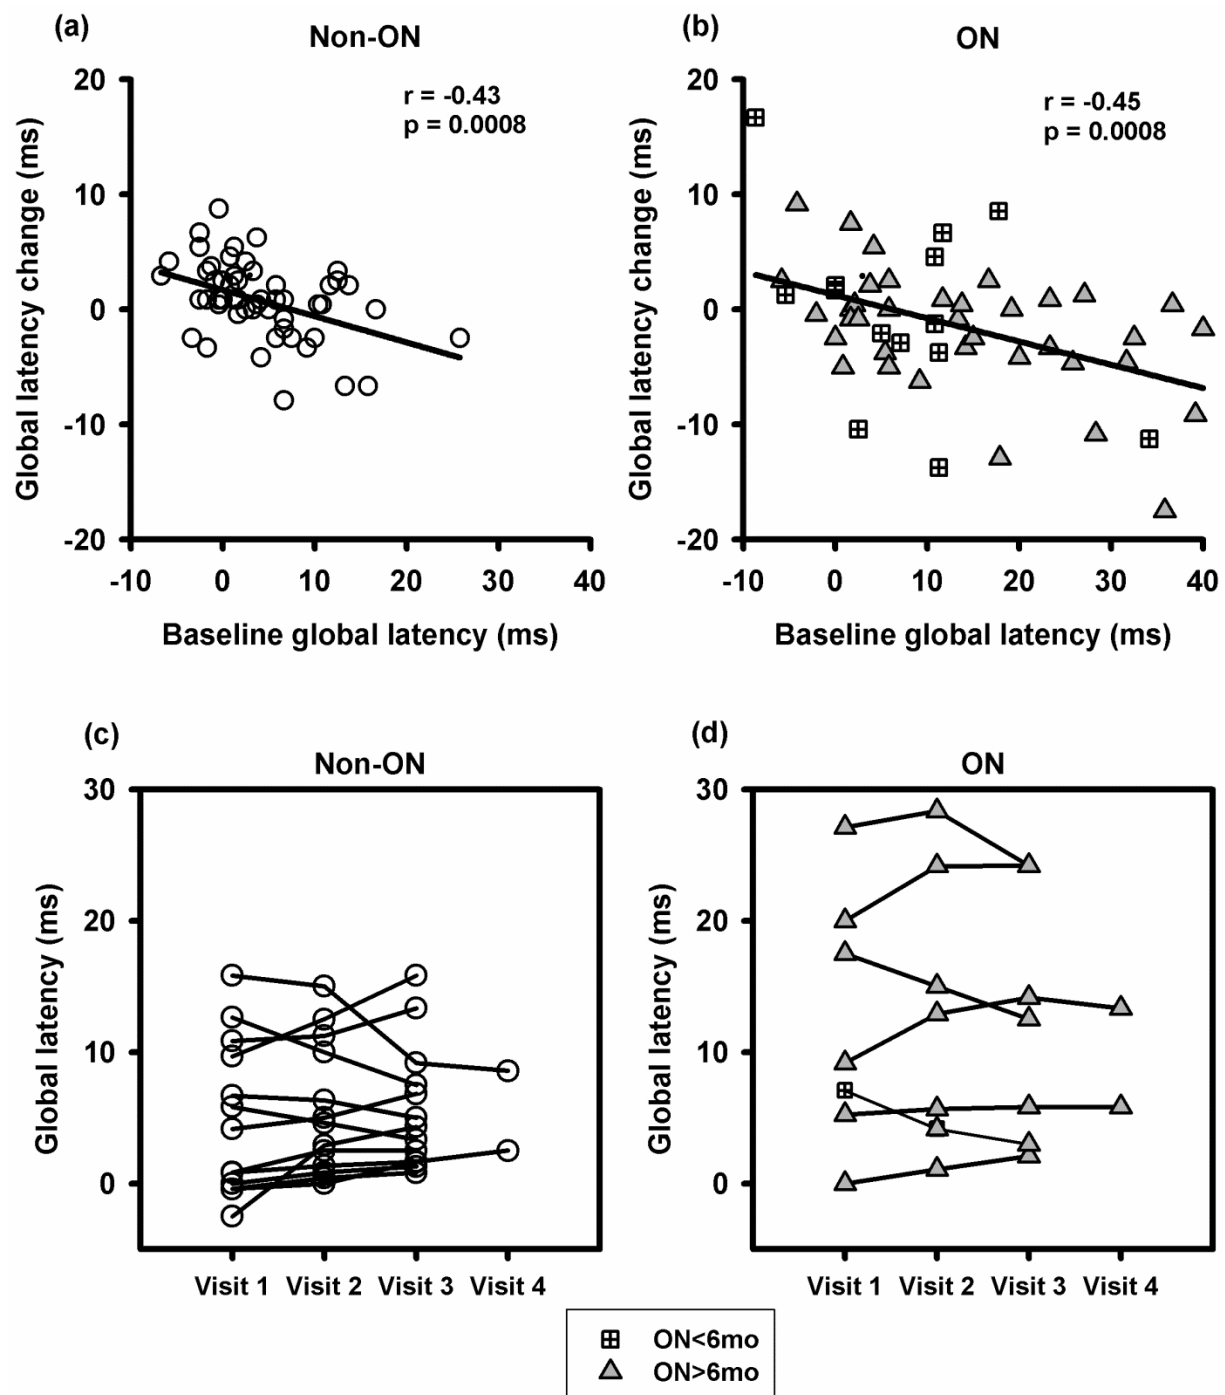 (a)
Non-ON
r = -0.43
p = 0.0008
Global latency change (ms)
20
10
0
-10
-20
-10 0 10 20 30 40
Baseline global latency (ms)
(b)
ON
r = -0.45
p = 0.0008
Global latency change (ms)
20
10
0
-10
-20
-10 0 10 20 30 40
Baseline global latency (ms)
(c)
Non-ON
Global latency (ms)
30
20
10
0
Visit 1 Visit 2 Visit 3 Visit 4
(d)
ON
Global latency (ms)
30
20
10
0
Visit 1 Visit 2 Visit 3 Visit 4
ON<6mo
ON>6mo